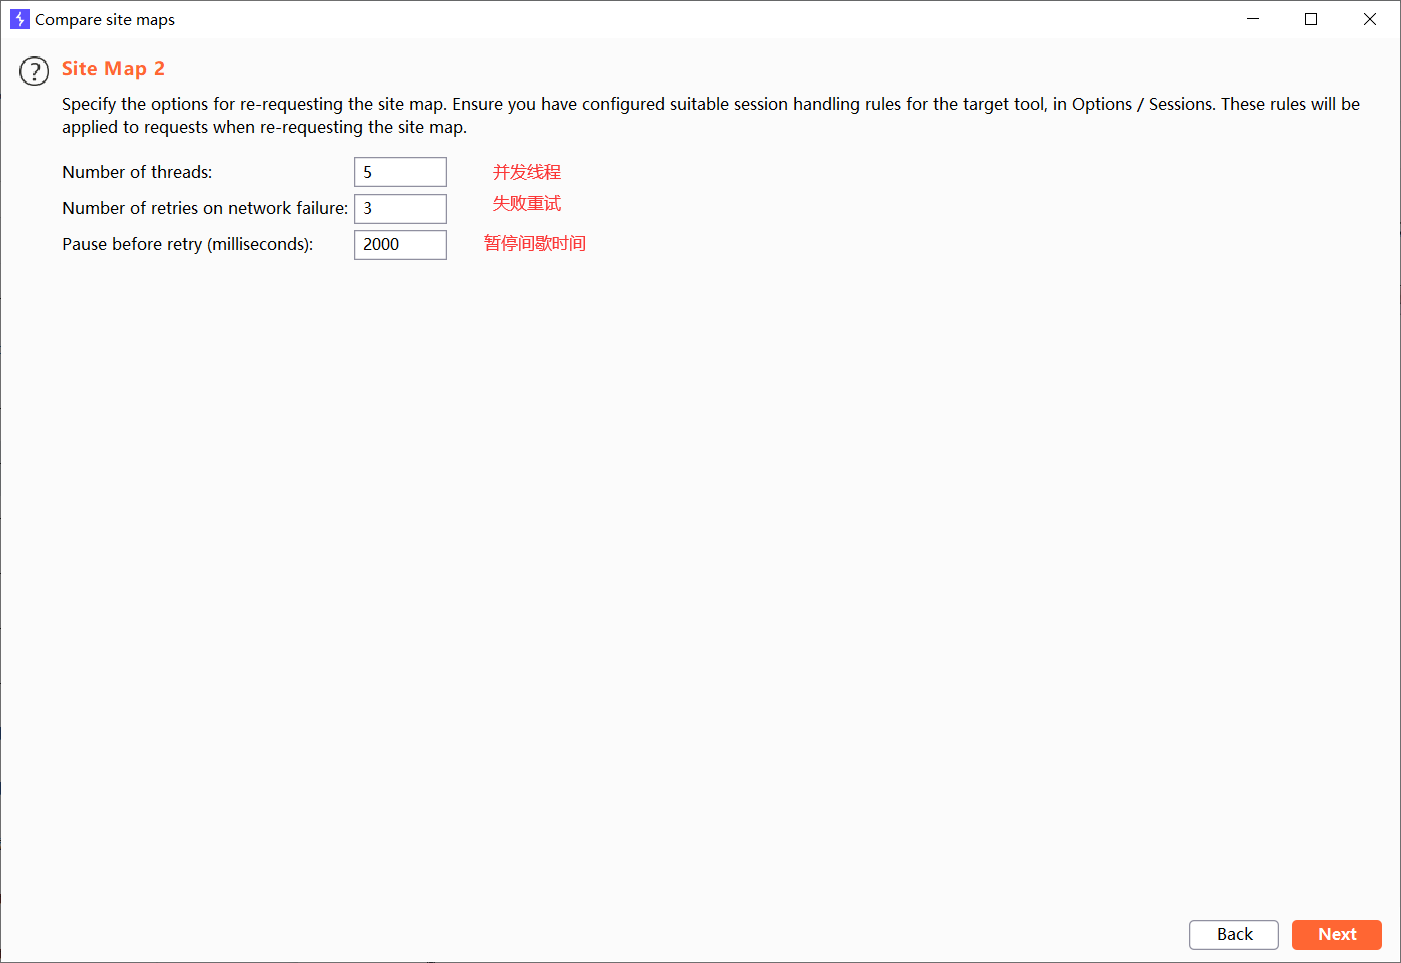 Compare site maps
Site Map 2
Specify the options for re-requesting the site map. Ensure you have configured suitable session handling rules for the target tool, in Options / Sessions. These rules will be
applied to requests when re-requesting the site map.
Number of threads: 5 并发线程
Number of retries on network failure: 3 失败重试
Pause before retry (milliseconds): 2000 暂停间歇时间
Back Next